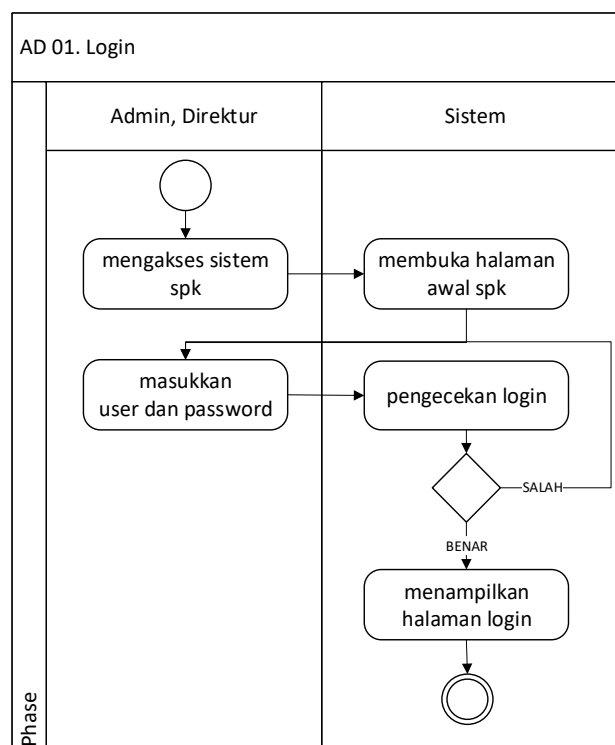 AD 01. Login
Admin, Direktur
Sistem
mengakses sistem
spk
membuka halaman
awal spk
masukkan
user dan password
pengecekan login
SALAH
BENAR
menampilkan
halaman login
Phase